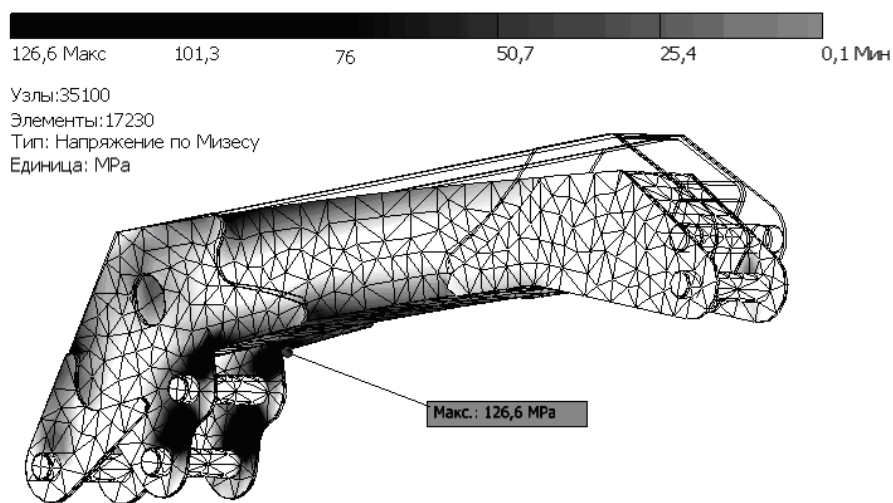 126,6 Макс 101,3 76 50,7 25,4 0,1 Мин
Узлы:35100
Элементы:17230
Тип: Напряжение по Мизесу
Единица: MPa
Макс.: 126,6 MPa